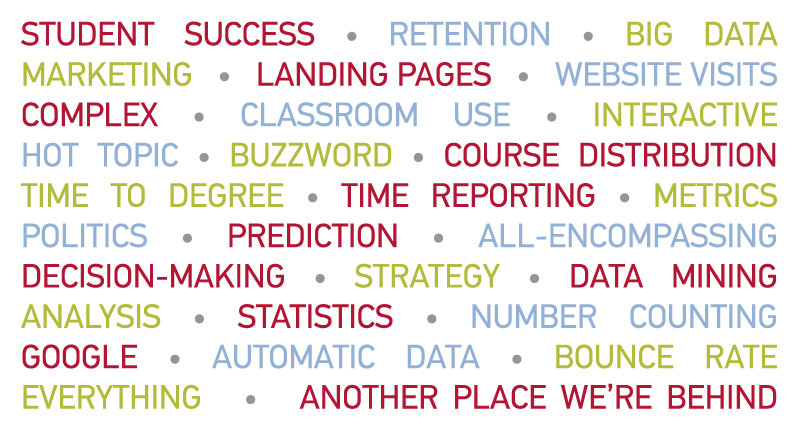 STUDENT SUCCESS • RETENTION • BIG DATA
MARKETING • LANDING PAGES • WEBSITE VISITS
COMPLEX • CLASSROOM USE • INTERACTIVE
HOT TOPIC • BUZZWORD • COURSE DISTRIBUTION
TIME TO DEGREE • TIME REPORTING • METRICS
POLITICS • PREDICTION • ALL-ENCOMPASSING
DECISION-MAKING • STRATEGY • DATA MINING
ANALYSIS • STATISTICS • NUMBER COUNTING
GOOGLE • AUTOMATIC DATA • BOUNCE RATE
EVERYTHING • ANOTHER PLACE WE’RE BEHIND